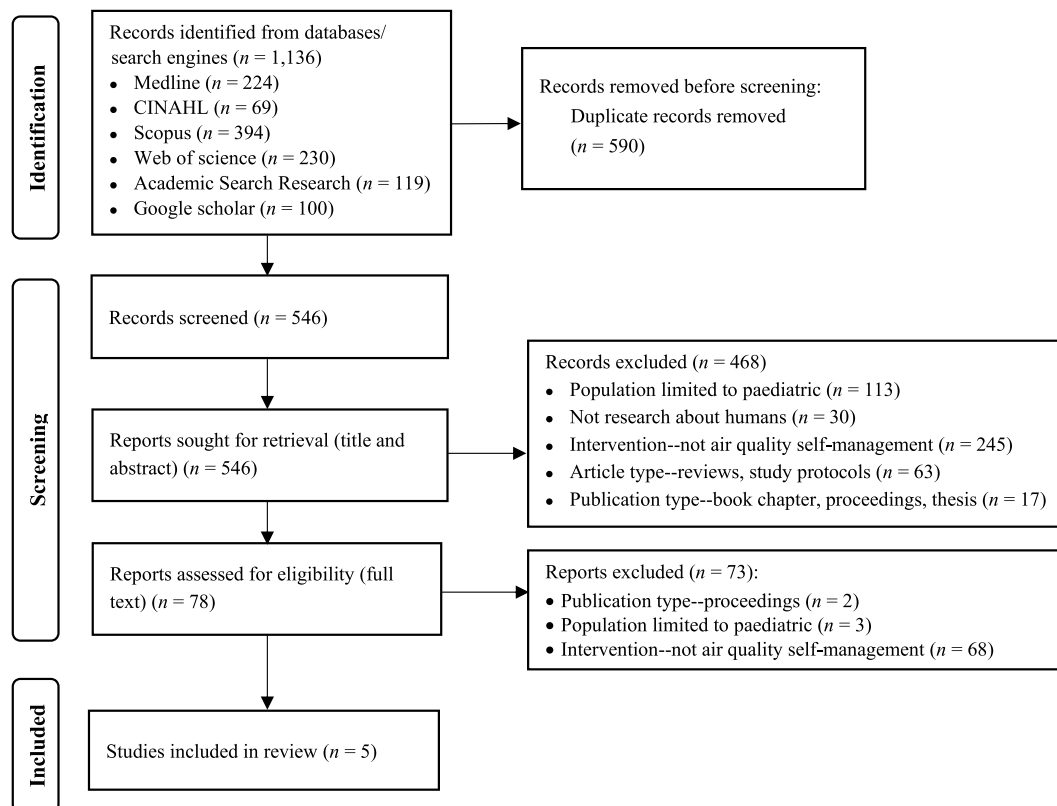 Identification
Records identified from databases/
search engines (n = 1,136)
• Medline (n = 224)
• CINAHL (n = 69)
• Scopus (n = 394)
• Web of science (n = 230)
• Academic Search Research (n = 119)
• Google scholar (n = 100)
Records removed before screening:
Duplicate records removed
(n = 590)
Screening
Records screened (n = 546)
Reports sought for retrieval (title and
abstract) (n = 546)
Records excluded (n = 468)
• Population limited to paediatric (n = 113)
• Not research about humans (n = 30)
• Intervention--not air quality self-management (n = 245)
• Article type--reviews, study protocols (n = 63)
• Publication type--book chapter, proceedings, thesis (n = 17)
Reports assessed for eligibility (full
text) (n = 78)
Reports excluded (n = 73):
• Publication type--proceedings (n = 2)
• Population limited to paediatric (n = 3)
• Intervention--not air quality self-management (n = 68)
Included
Studies included in review (n = 5)